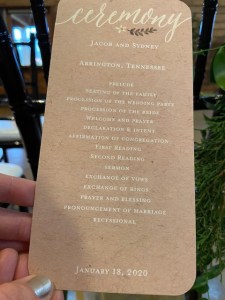 ceremony
Jacob and Sydney
Arrington, Tennessee
Prelude
Seating of the Family
Procession of the Wedding Party
Procession of the Bride
Welcome and Prayer
Declaration & Intent
Affirmation of Congregation
First Reading
Second Reading
Sermon
Exchange of Vows
Exchange of Rings
Prayer and Blessing
Pronouncement of Marriage
Recessional
January 18, 2020